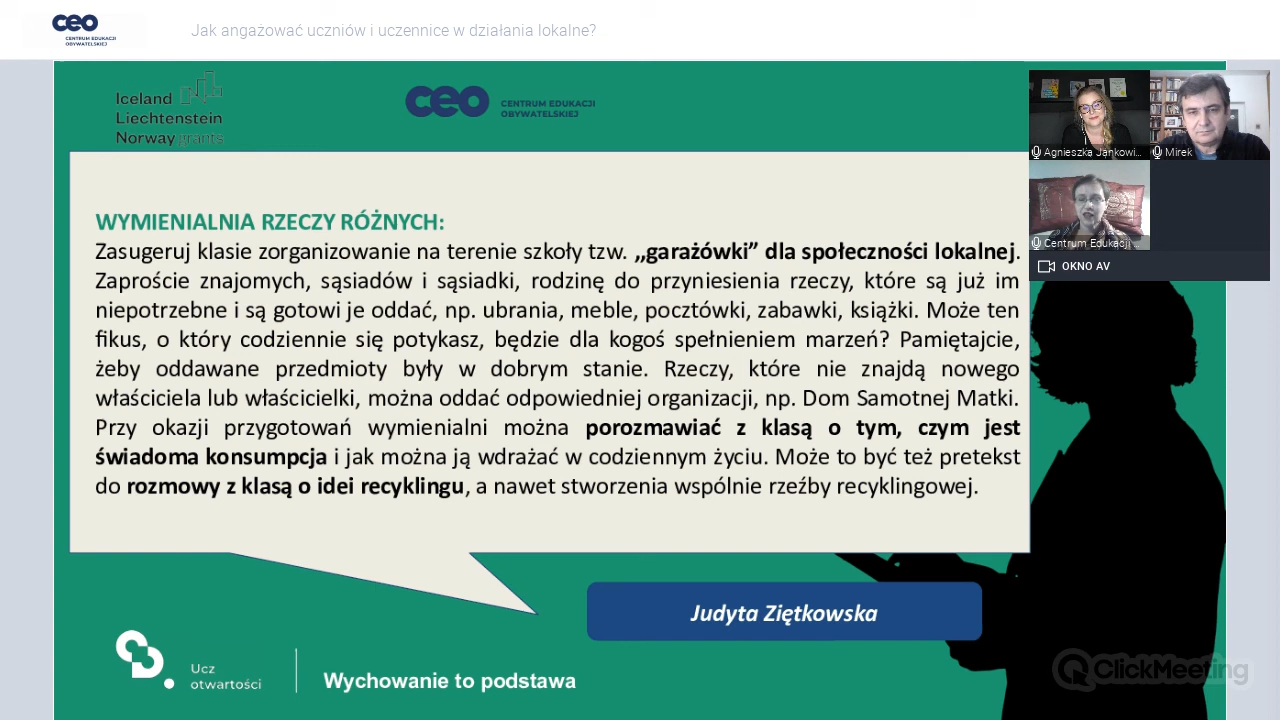 ceo
CENTRUM EDUKACJI
OBYWATELSKIEJ
Jak angażować uczniów i uczennice w działania lokalne?
Iceland
Liechtenstein
Norway grants
ceo
CENTRUM EDUKACJI
OBYWATELSKIEJ
Agnieszka Jankowi...
Mirek
Centrum Edukacji ...
OKNO AV
WYMIENIALNIA RZECZY RÓŻNYCH:
Zasugeruj klasie zorganizowanie na terenie szkoły tzw. „garażówki” dla społeczności lokalnej.
Zaproście znajomych, sąsiadów i sąsiadki, rodzinę do przyniesienia rzeczy, które są już im
niepotrzebne i są gotowi je oddać, np. ubrania, meble, pocztówki, zabawki, książki. Może ten
fikus, o który codziennie się potykasz, będzie dla kogoś spełnieniem marzeń? Pamiętajcie,
żeby oddawane przedmioty były w dobrym stanie. Rzeczy, które nie znajdą nowego
właściciela lub właścicielki, można oddać odpowiedniej organizacji, np. Dom Samotnej Matki.
Przy okazji przygotowań wymienialni można porozmawiać z klasą o tym, czym jest
świadoma konsumpcja i jak można ją wdrażać w codziennym życiu. Może to być też pretekst
do rozmowy z klasą o idei recyklingu, a nawet stworzenia wspólnie rzeźby recyklingowej.
Judyta Ziętkowska
Ucz
otwartości
Wychowanie to podstawa
ClickMeeting